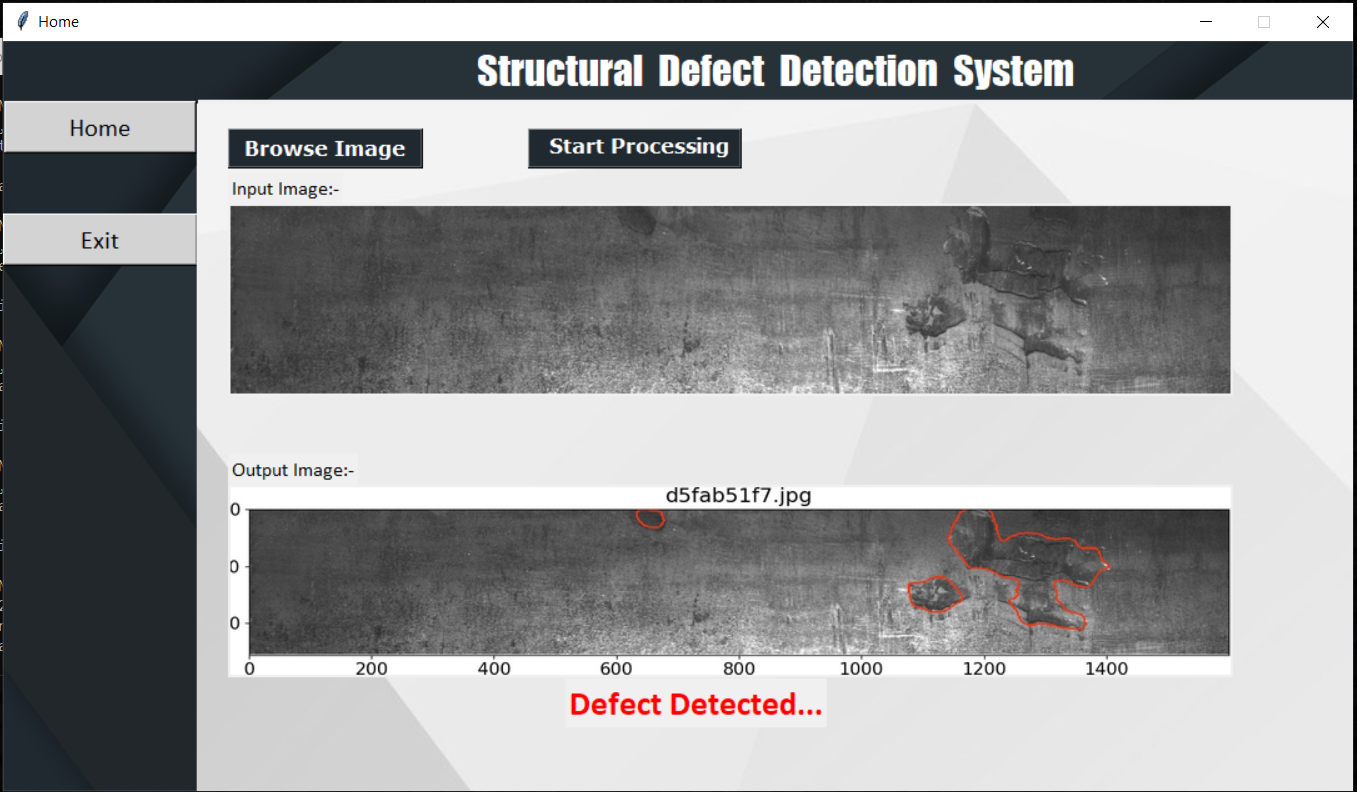 Home
Structural Defect Detection System
Home
Browse Image
Start Processing
Input Image:-
Exit
Output Image:-
d5fab51f7.jpg
0
0
0
0 200 400 600 800 1000 1200 1400
Defect Detected...